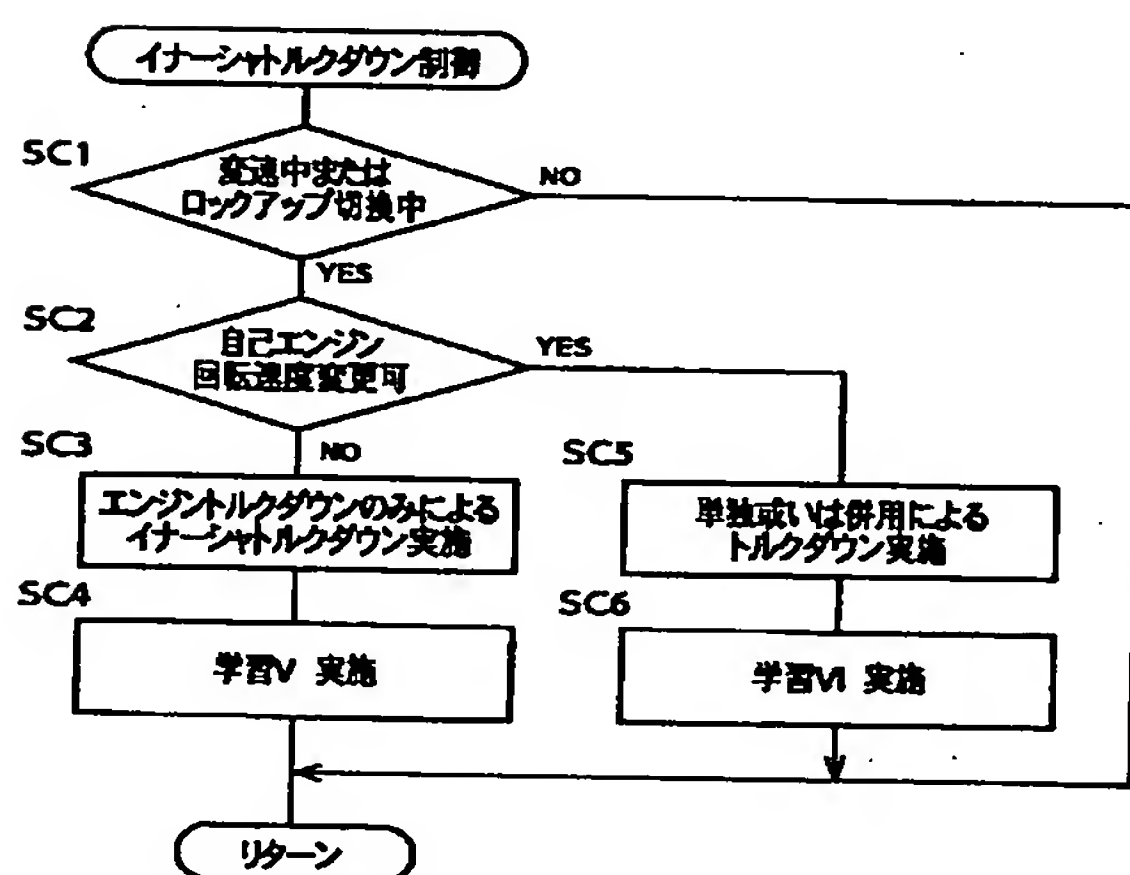 イナーシャトルクダウン制御
SC1
変速中または
ロックアップ切換中
NO
YES
SC2
自己エンジン
回転速度変更可
YES
NO
SC3
エンジントルクダウンのみによる
イナーシャトルクダウン実施
SC5
単独或いは併用による
トルクダウン実施
SC4
学習V 実施
SC6
学習VI 実施
リターン